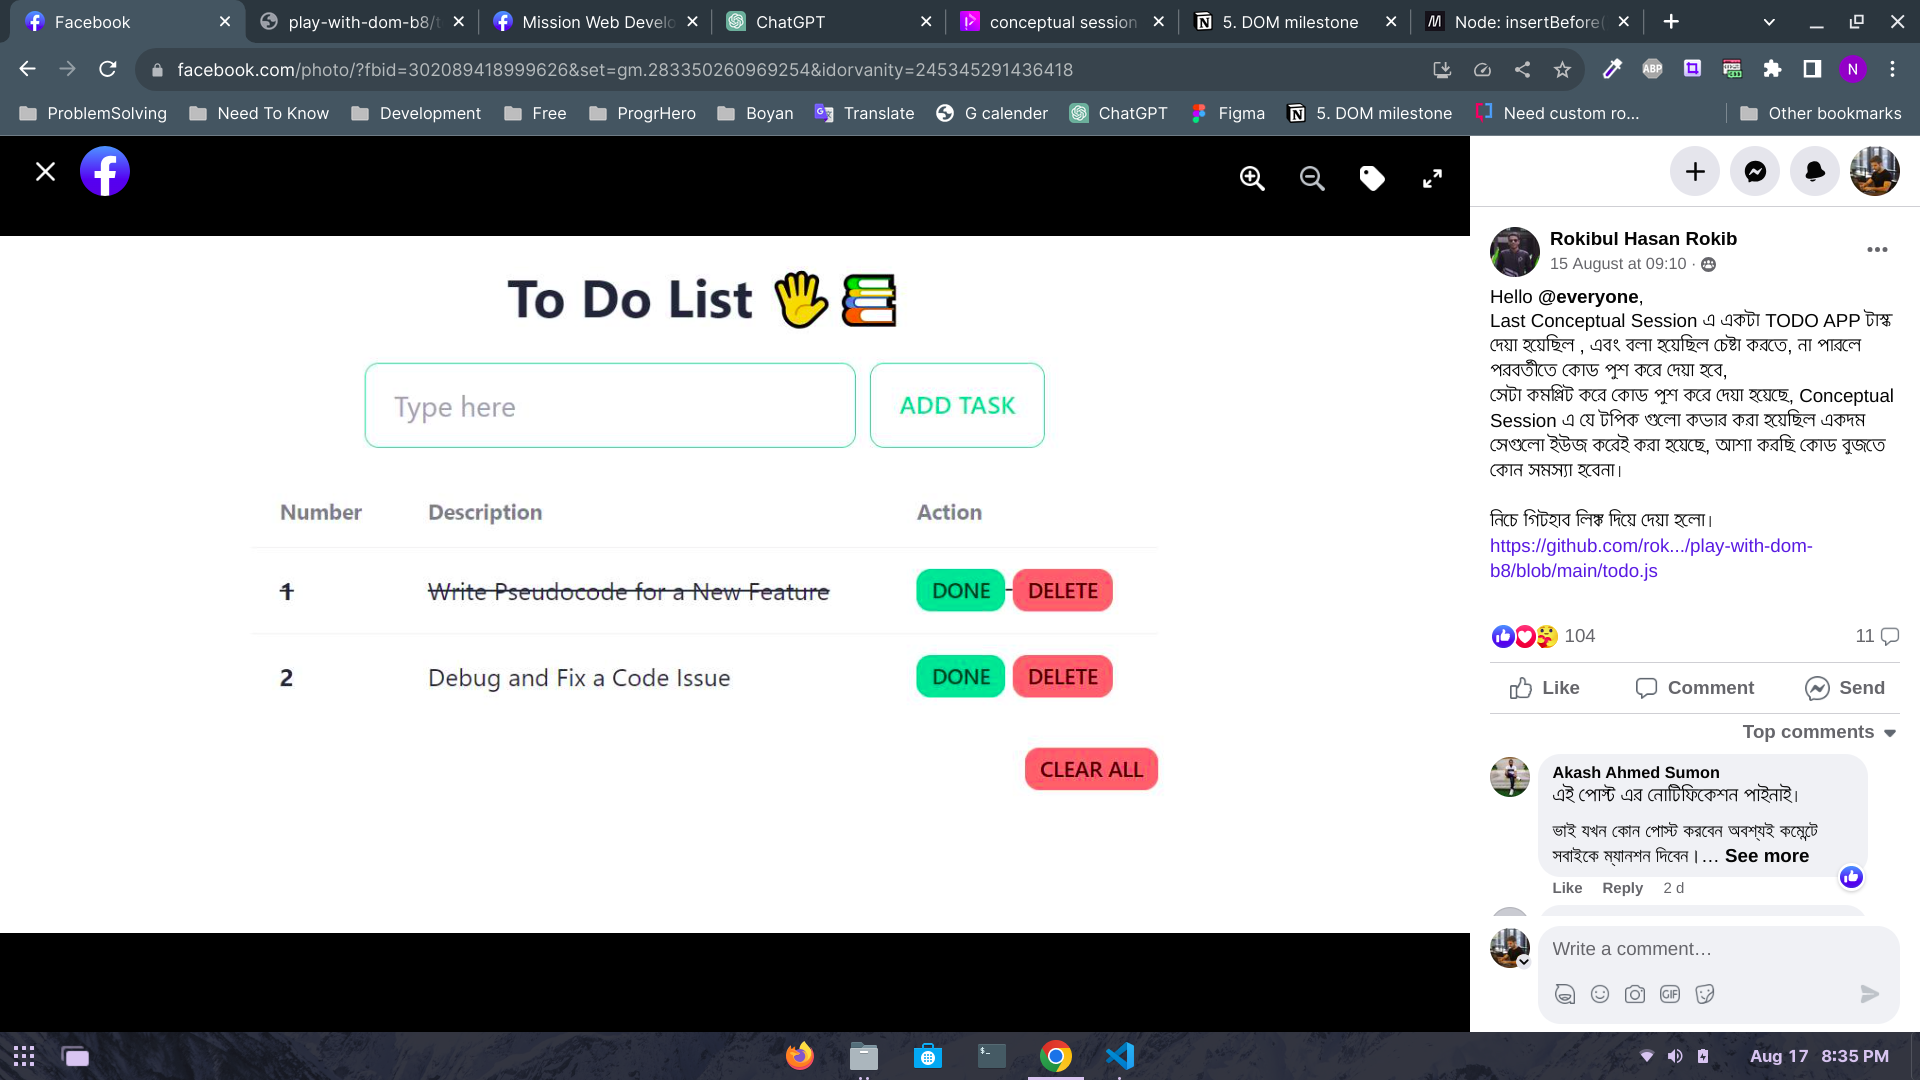 Facebook
play-with-dom-b8/t
Mission Web Develo
ChatGPT
conceptual session
5. DOM milestone
Node: insertBefore(
facebook.com/photo/?fbid=302089418999626&set=gm.283350260969254&idorvanity=245345291436418
ABP
N
ProblemSolving
Need To Know
Development
Free
ProgrHero
Boyan
Translate
G calender
ChatGPT
Figma
5. DOM milestone
Need custom ro...
Other bookmarks
To Do List
Type here
ADD TASK
Number Description Action
1 Write Pseudocode for a New Feature DONE DELETE
2 Debug and Fix a Code Issue DONE DELETE
CLEAR ALL
Rokibul Hasan Rokib
15 August at 09:10 ·
Hello @everyone,
Last Conceptual Session এ একটা TODO APP টাস্ক
দেয়া হয়েছিল , এবং বলা হয়েছিল চেষ্টা করতে, না পারলে
পরবর্তীতে কোড পুশ করে দেয়া হবে,
সেটা কমপ্লিট করে কোড পুশ করে দেয়া হয়েছে, Conceptual
Session এ যে টপিক গুলো কভার করা হয়েছিল একদম
সেগুলো ইউজ করেই করা হয়েছে, আশা করছি কোড বুজতে
কোন সমস্যা হবেনা।
নিচে গিটহাব লিঙ্ক দিয়ে দেয়া হলো।
https://github.com/rok.../play-with-dom-
b8/blob/main/todo.js
104
11
Like Comment Send
Top comments
Akash Ahmed Sumon
এই পোস্ট এর নোটিফিকেশন পাইনাই।
ভাই যখন কোন পোস্ট করবেন অবশ্যই কমেন্টে
সবাইকে ম্যানশন দিবেন।... See more
Like Reply 2 d
Write a comment...
GIF
Aug 17 8:35 PM